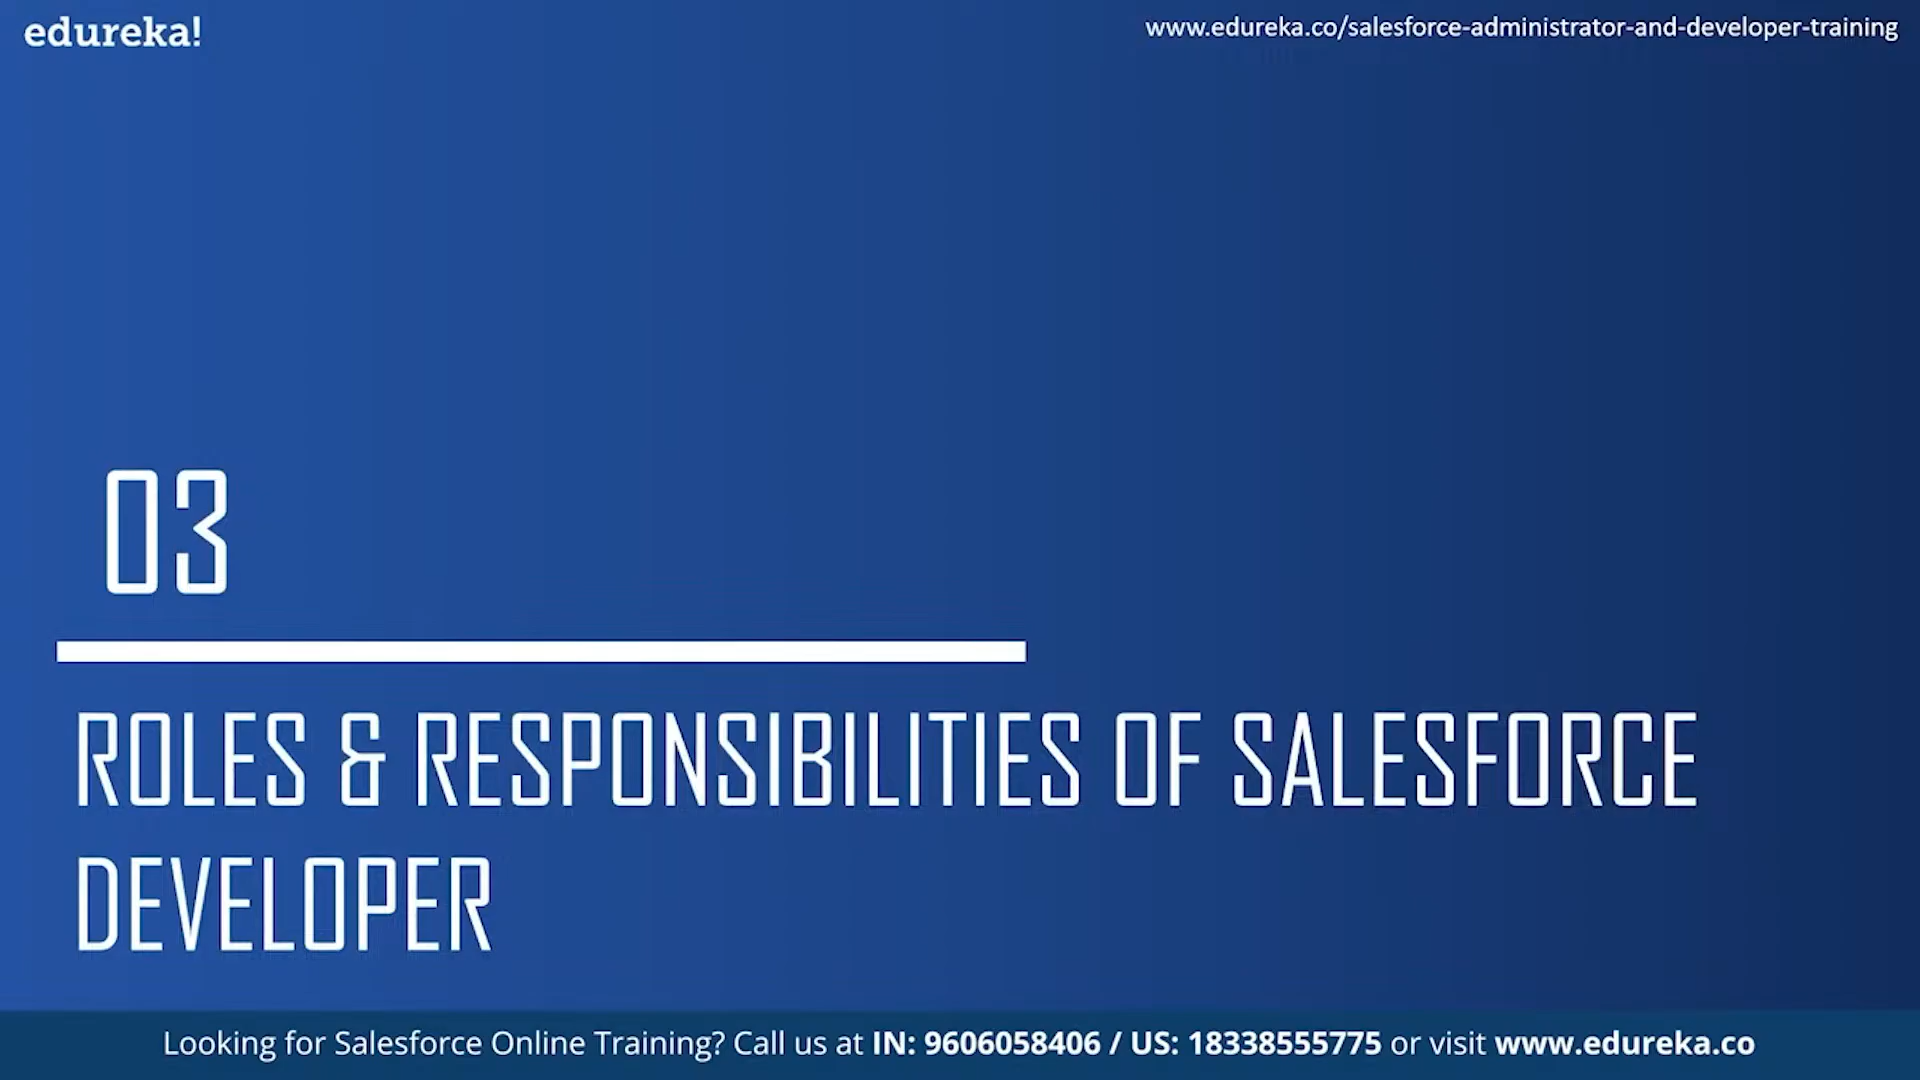 edureka!
www.edureka.co/salesforce-administrator-and-developer-training
03
ROLES & RESPONSIBILITIES OF SALESFORCE
DEVELOPER
Looking for Salesforce Online Training? Call us at IN: 9606058406 / US: 18338555775 or visit www.edureka.co